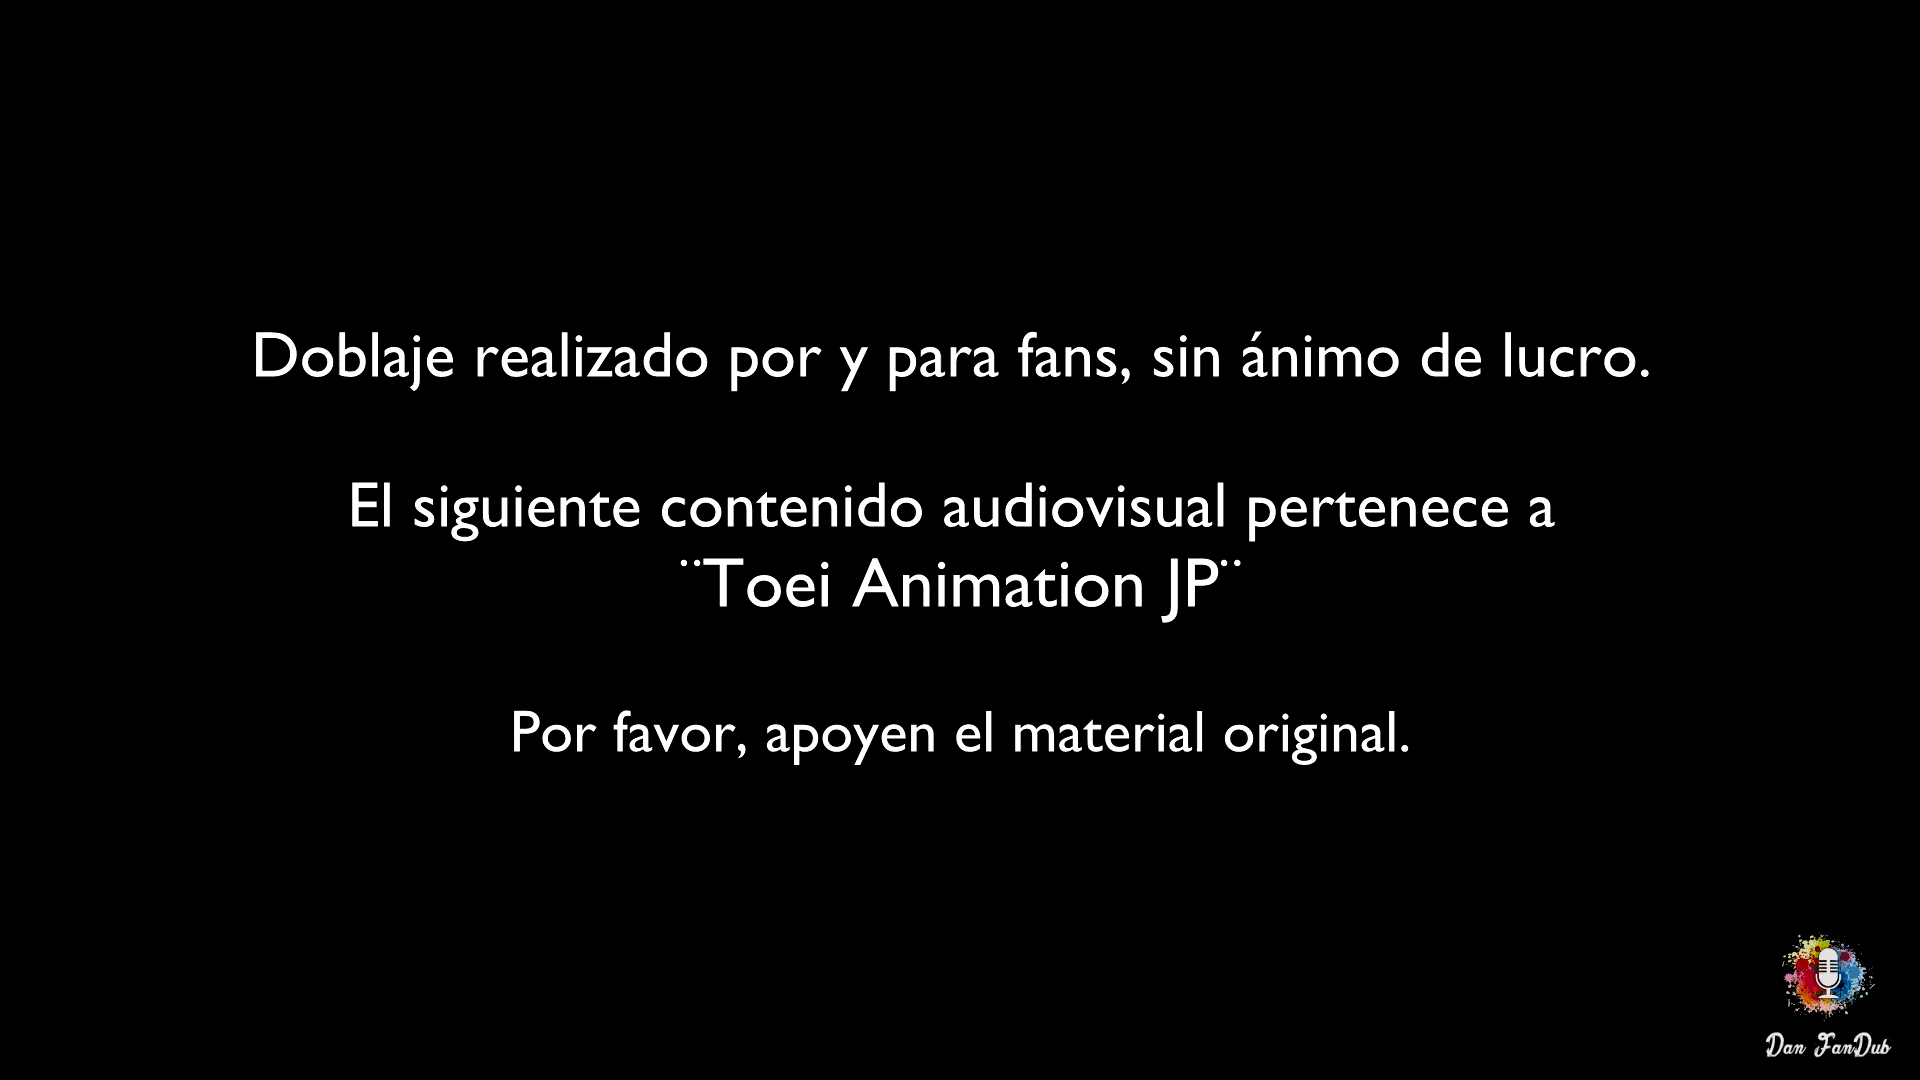 Doblaje realizado por y para fans, sin ánimo de lucro.
El siguiente contenido audiovisual pertenece a
¨Toei Animation JP¨
Por favor, apoyen el material original.
Dan FanDub